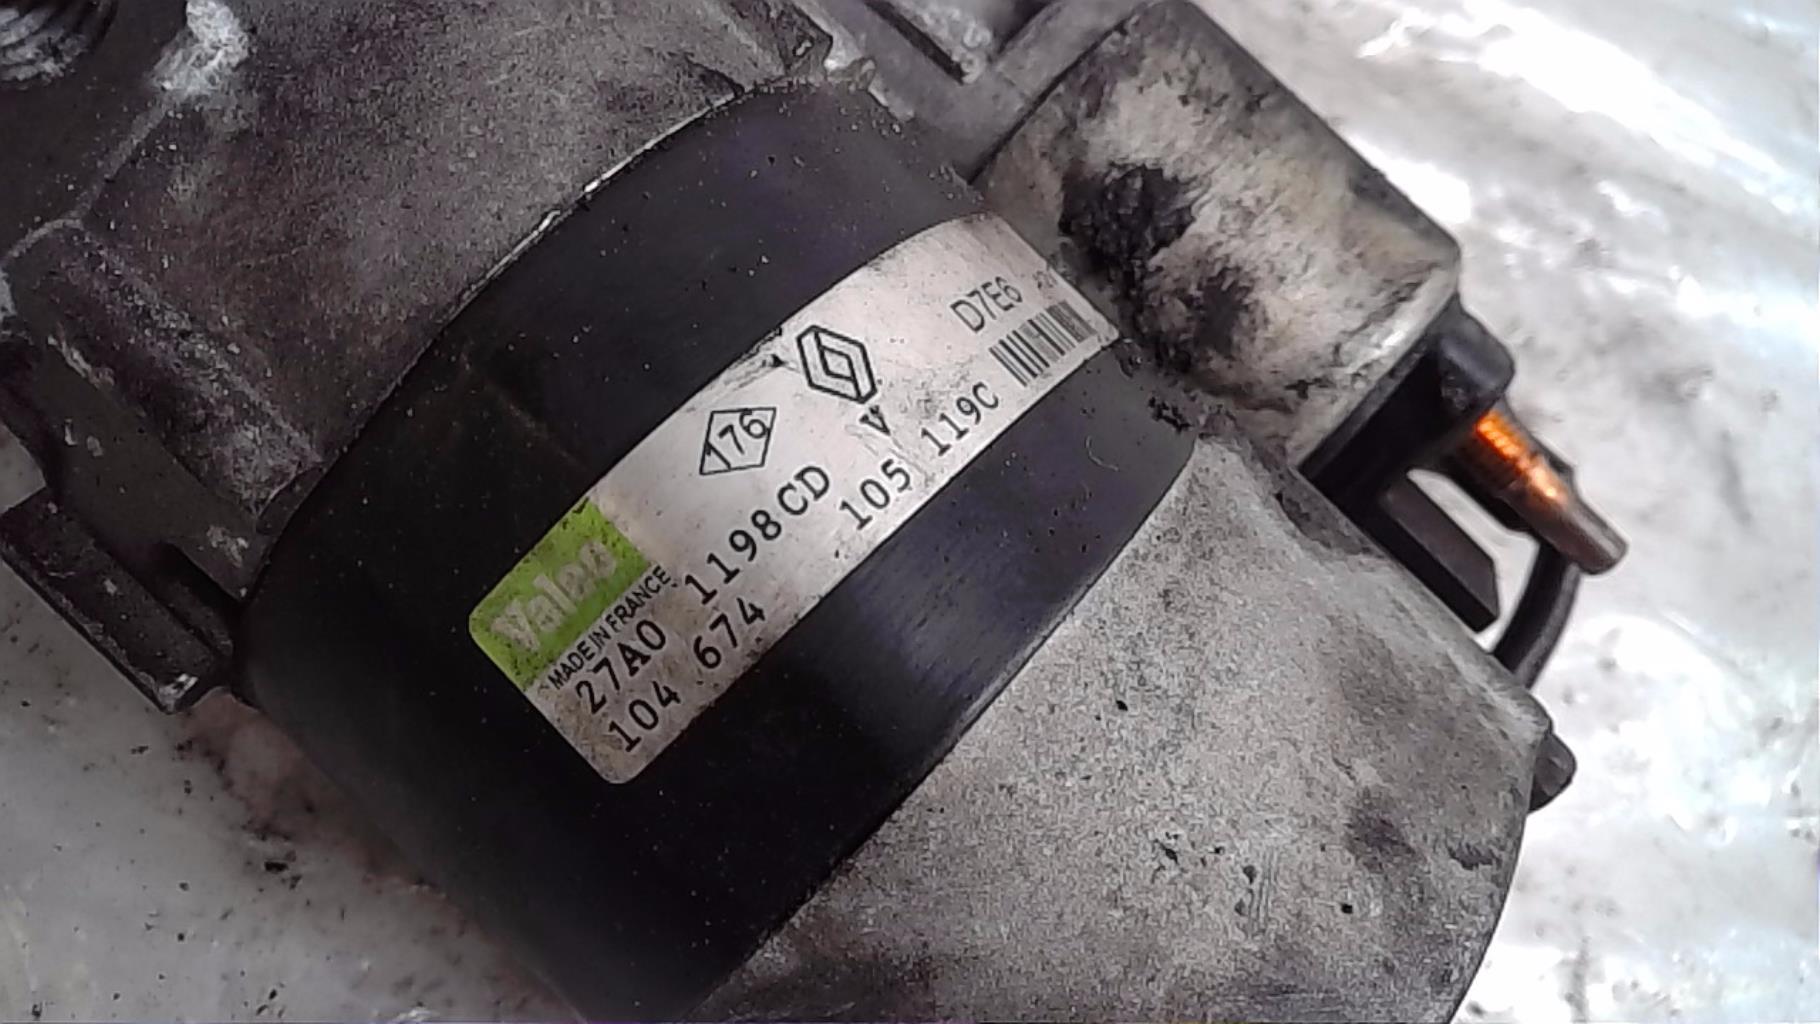 Valeo
MADE IN FRANCE
176
D7E6
27A0 1198CD V
104 674 105 119C